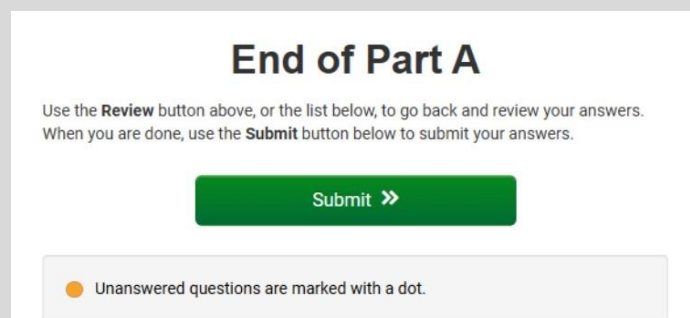 End of Part A
Use the Review button above, or the list below, to go back and review your answers.
When you are done, use the Submit button below to submit your answers.
Submit
Unanswered questions are marked with a dot.